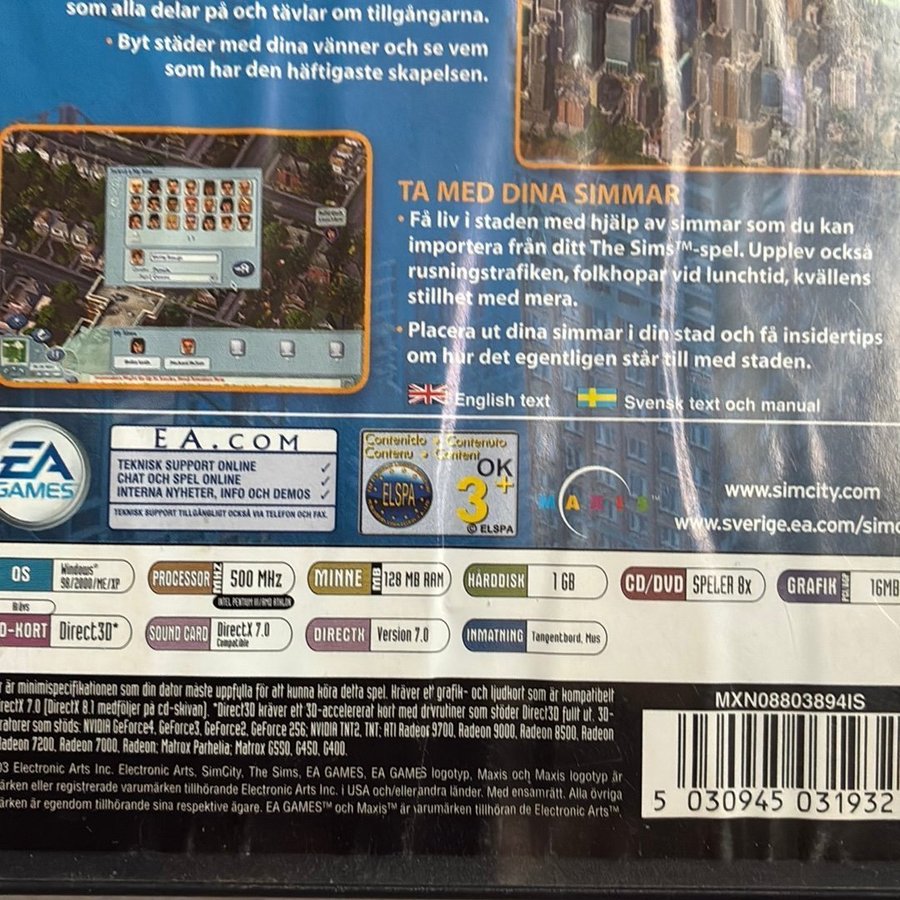 som alla delar på och tävlar om tillgångarna.
• Byt städer med dina vänner och se vem
som har den häftigaste skapelsen.
TA MED DINA SIMMAR
• Få liv i staden med hjälp av simmar som du kan
importera från ditt The Sims™-spel. Upplev också
rusningstrafiken, folkhopar vid lunchtid, kvällens
stillhet med mera.
• Placera ut dina simmar i din stad och få insidertips
om hur det egentligen står till med staden.
English text
Svensk text och manual
EA
GAMES
EA.COM
TEKNISK SUPPORT ONLINE ✓
CHAT OCH SPEL ONLINE ✓
INTERNA NYHETER, INFO OCH DEMOS ✓
TEKNISK SUPPORT TILLGÄNGLIGT OCKSÅ VIA TELEFON OCH FAX.
Contenido • Contenuto
Contenu • Content
ELSPA
OK
3+
© ELSPA
MAXIS™
www.simcity.com
www.sverige.ea.com/simc
OS Windows® 98/2000/ME/XP
PROCESSOR MHZ 500 MHz
INTEL PENTIUM III/AMD ATHLON
MINNE MB 128 MB RAM
HÅRDDISK 1 GB
CD/DVD SPELER 8x
GRAFIK 16MB
Krävs
D-KORT Direct3D*
SOUND CARD DirectX 7.0 Compatible
DIRECTX Version 7.0
INMATNING Tangentbord, Mus
r är minimispecifikationen som din dator måste uppfylla för att kunna köra detta spel. Kräver ett grafik- och ljudkort som är kompatibelt
irectX 7.0 (DirectX 8.1 medföljer på cd-skivan). *Direct3D kräver ett 3D-accelererat kort med drivrutiner som stöder Direct3D fullt ut. 3D-
ratorer som stöds: NVIDIA GeForce4, GeForce3, GeForce2, GeForce 256; NVIDIA TNT2, TNT; ATI Radeon 9700, Radeon 9000, Radeon 8500, Radeon
adeon 7200, Radeon 7000, Radeon; Matrox Parhelia; Matrox G550, G450, G400.
03 Electronic Arts Inc. Electronic Arts, SimCity, The Sims, EA GAMES, EA GAMES logotyp, Maxis och Maxis logotyp är
ärken eller registrerade varumärken tillhörande Electronic Arts Inc. i USA och/eller andra länder. Med ensamrätt. Alla övriga
ärken är egendom tillhörande sina respektive ägare. EA GAMES™ och Maxis™ är varumärken tillhöran de Electronic Arts™
MXN08803894IS
5 030945 031932